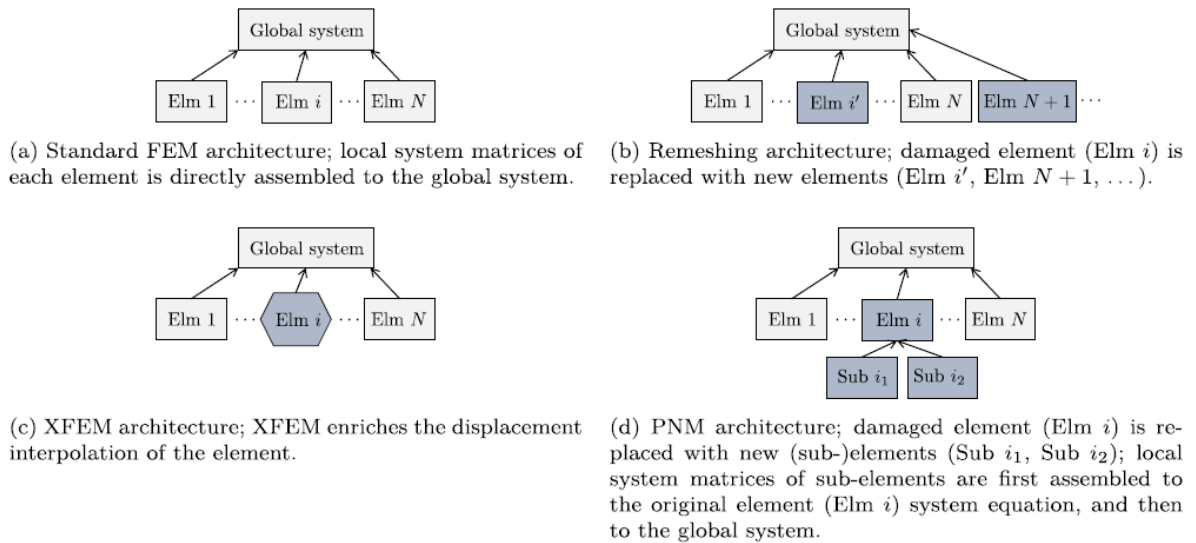 Global system
Elm 1 ··· Elm i ··· Elm N
(a) Standard FEM architecture; local system matrices of
each element is directly assembled to the global system.
Global system
Elm 1 ··· Elm i′ ··· Elm N Elm N + 1 ···
(b) Remeshing architecture; damaged element (Elm i) is
replaced with new elements (Elm i′, Elm N + 1, . . . ).
Global system
Elm 1 ··· Elm i ··· Elm N
(c) XFEM architecture; XFEM enriches the displacement
interpolation of the element.
Global system
Elm 1 ··· Elm i ··· Elm N
Sub i₁ Sub i₂
(d) PNM architecture; damaged element (Elm i) is re-
placed with new (sub-)elements (Sub i₁, Sub i₂); local
system matrices of sub-elements are first assembled to
the original element (Elm i) system equation, and then
to the global system.